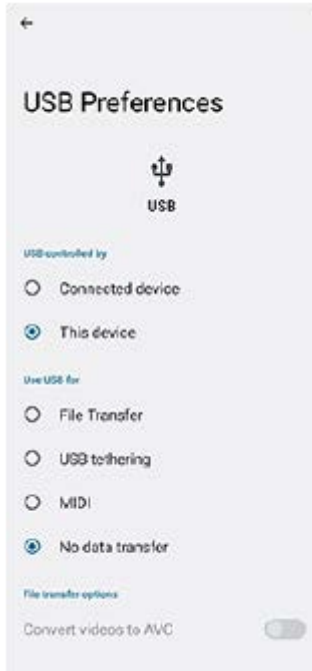 USB Preferences
USB
USB controlled by
Connected device
This device
Use USB for
File Transfer
USB tethering
MIDI
No data transfer
File transfer options
Convert videos to AVC